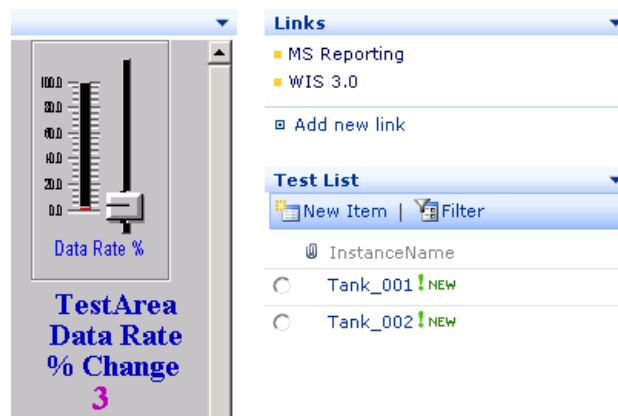 100.0
80.0
60.0
40.0
20.0
0.0
Data Rate %
TestArea
Data Rate
% Change
3
Links
MS Reporting
WIS 3.0
Add new link
Test List
New Item | Filter
InstanceName
Tank_001 ! NEW
Tank_002 ! NEW